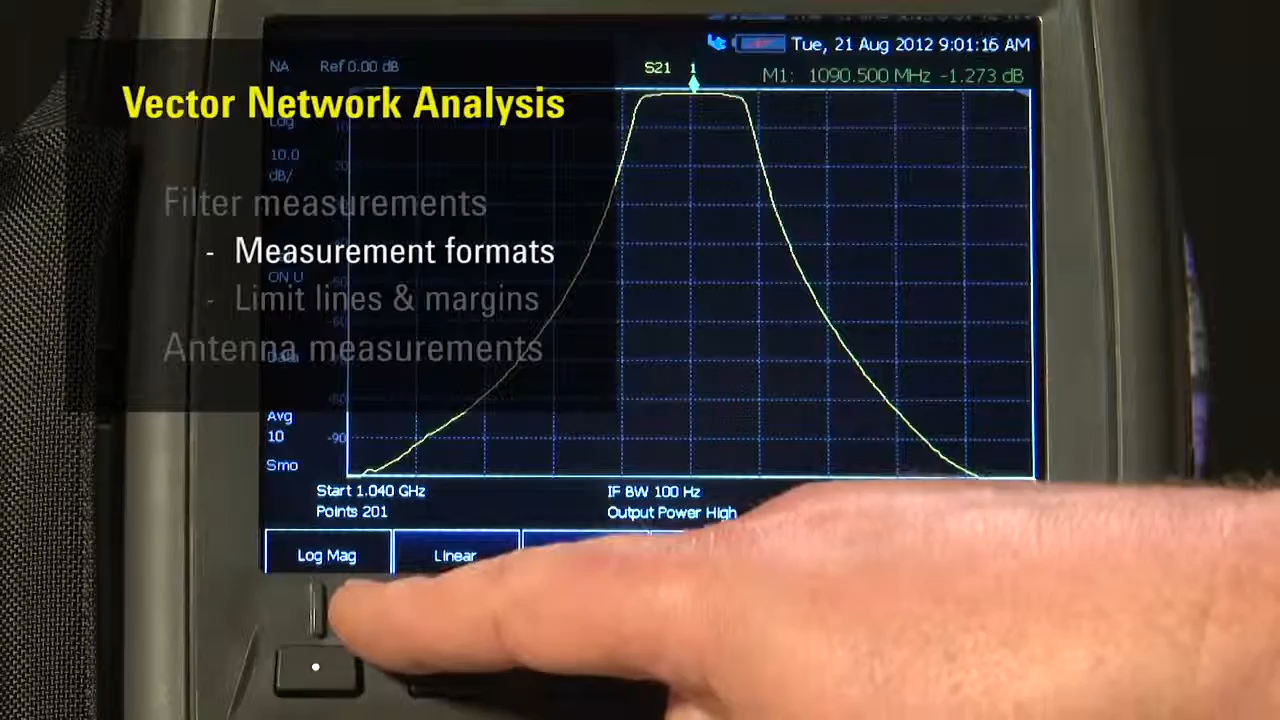 Tue, 21 Aug 2012 9:01:16 AM
NA Ref 0.00 dB S21 1
M1: 1090.500 MHz -1.273 dB
Vector Network Analysis
Log
10.0
dB/
Filter measurements
- Measurement formats
ON U
- Limit lines & margins
Antenna measurements
Data
Avg
10
-90
Smo
Start 1.040 GHz IF BW 100 Hz
Points 201 Output Power High
Log Mag Linear